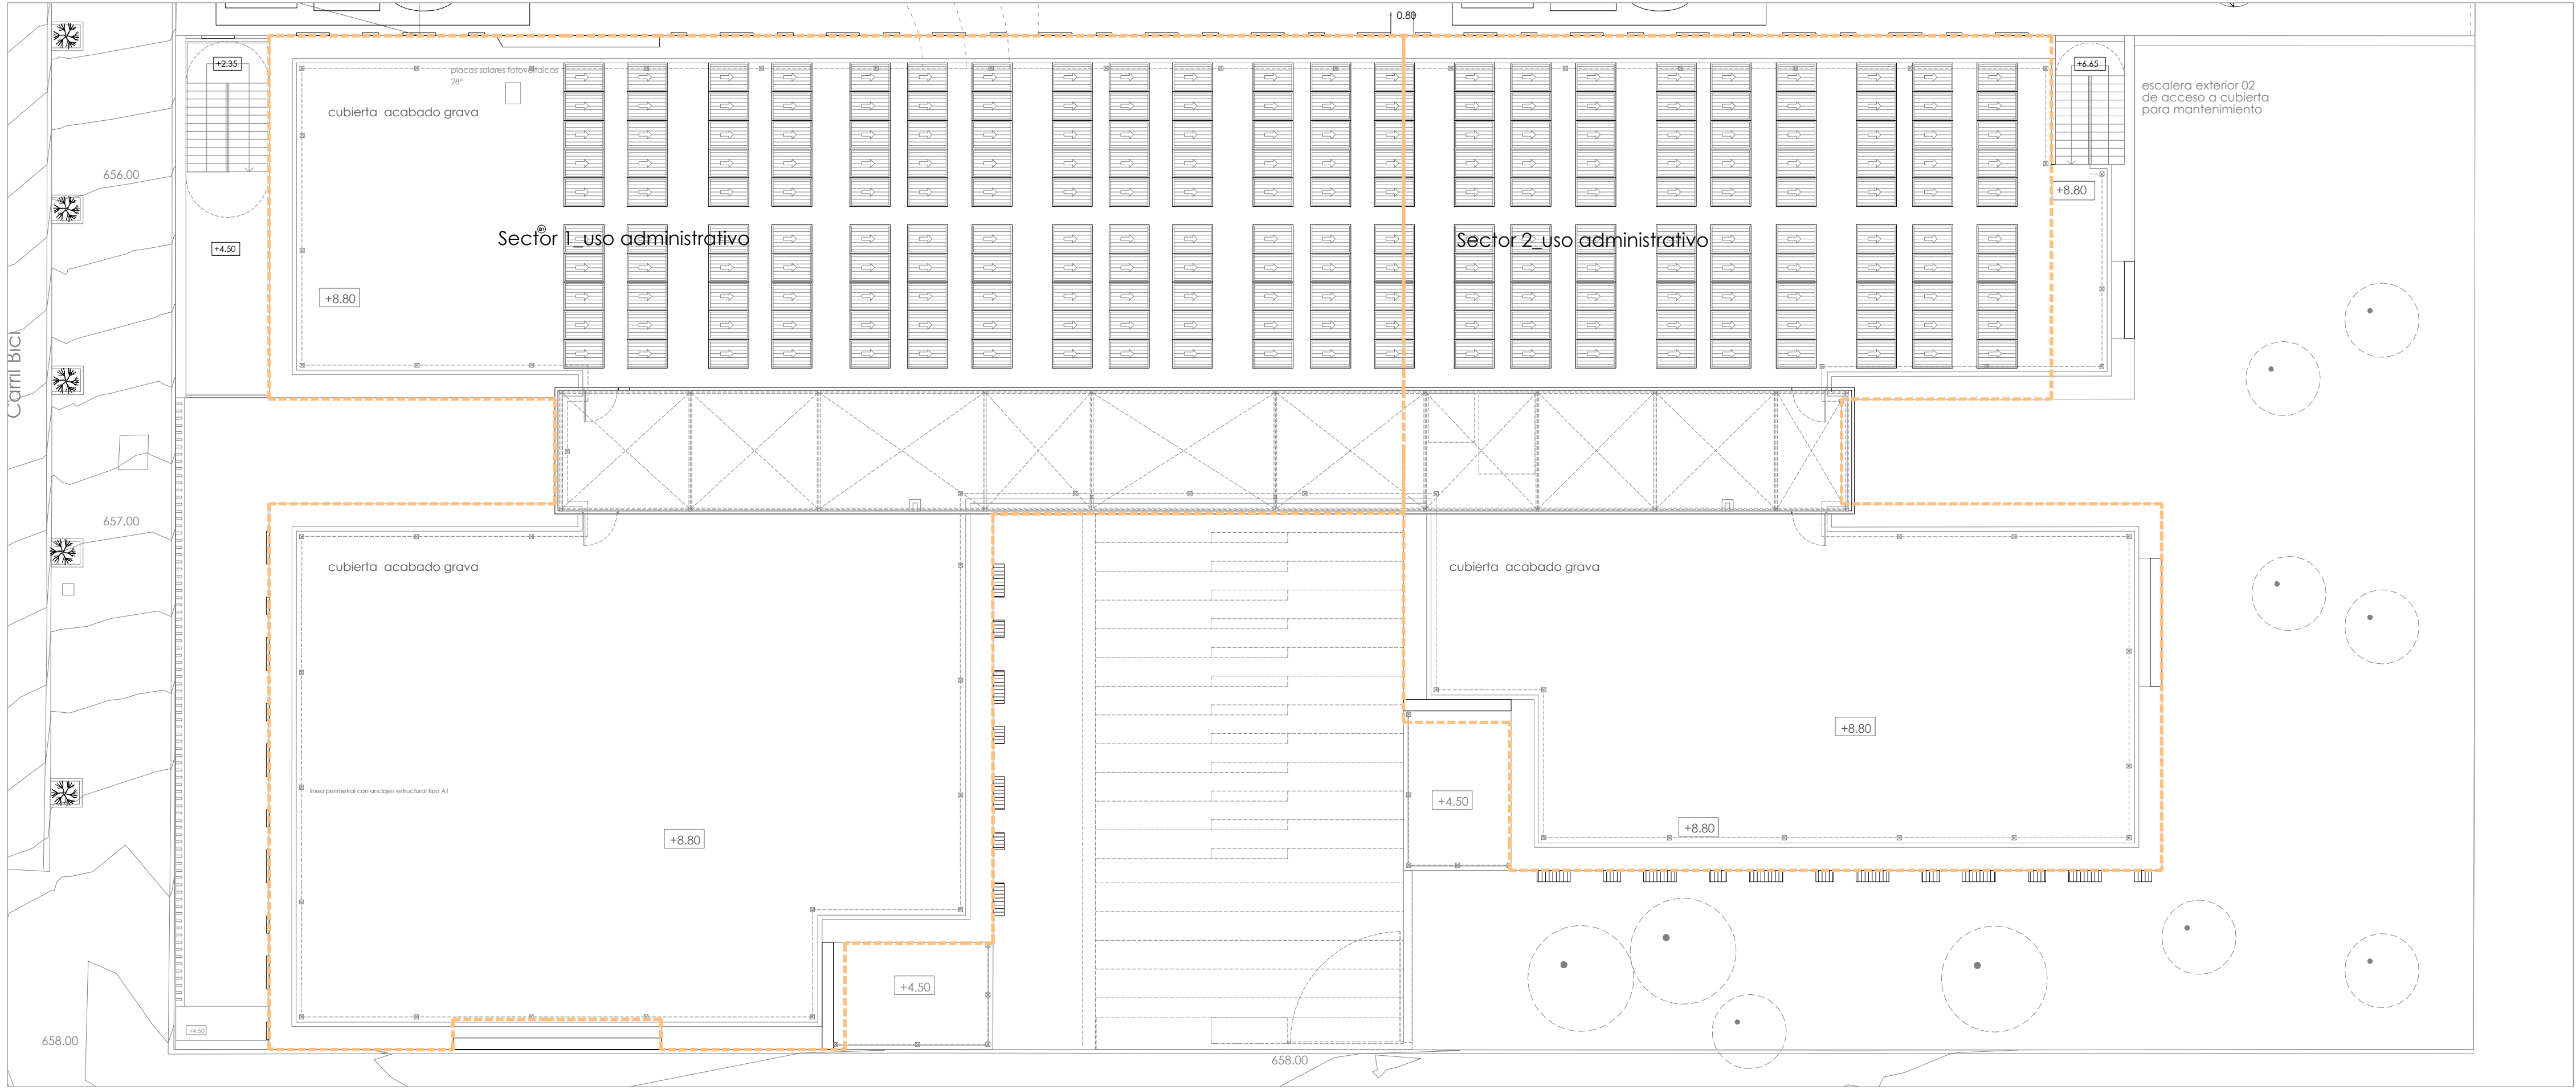 0.80
+2.35
placas solares fotovoltaicas
28°
+6.65
escalera exterior 02
de acceso a cubierta
para mantenimiento
cubierta acabado grava
656.00
+8.80
Sector 1_uso administrativo
Sector 2_uso administrativo
+4.50
+8.80
Carril Bici
657.00
cubierta acabado grava
cubierta acabado grava
+8.80
línea perimetral con anclajes estructural tipo A1
+4.50
+8.80
+8.80
+4.50
+4.50
658.00
658.00